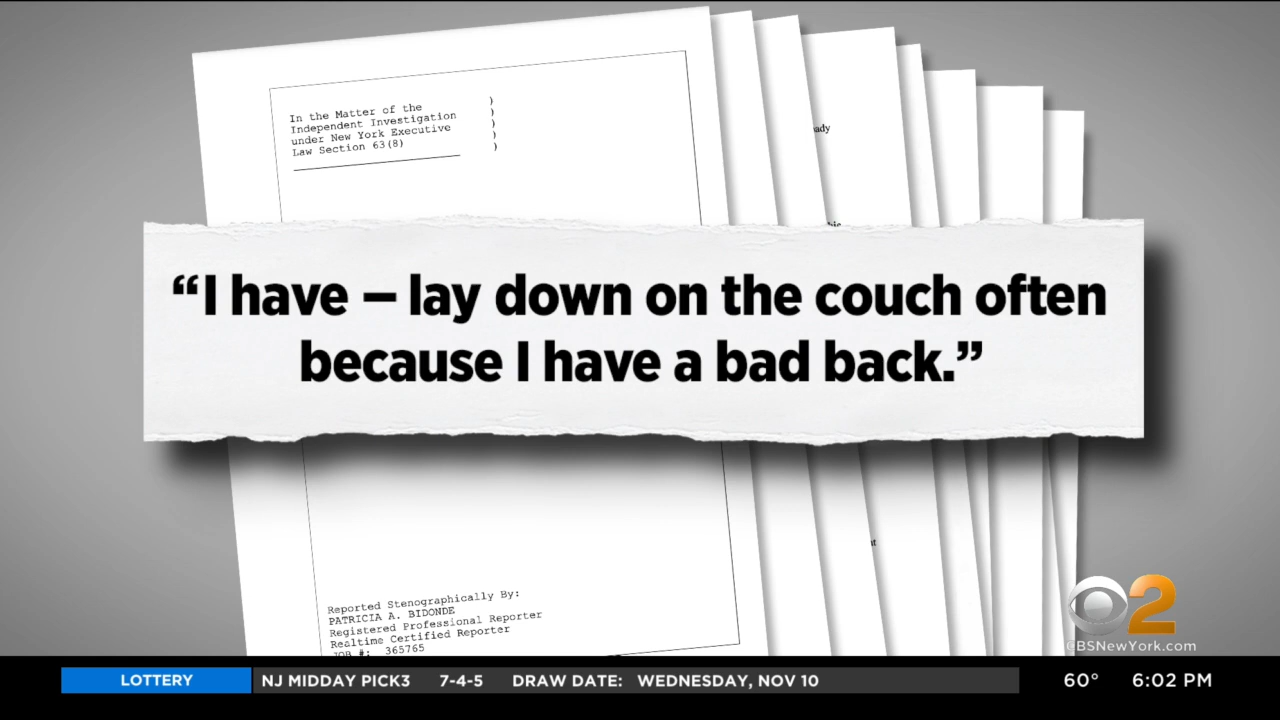 In the Matter of the )
Independent Investigation )
under New York Executive )
Law Section 63(8) )
)
“I have – lay down on the couch often
because I have a bad back.”
Reported Stenographically By:
PATRICIA A. BIDONDE
Registered Professional Reporter
Realtime Certified Reporter
JOB #: 365765
2
CBSNewYork.com
LOTTERY NJ MIDDAY PICK3 7-4-5 DRAW DATE: WEDNESDAY, NOV 10 60° 6:02 PM